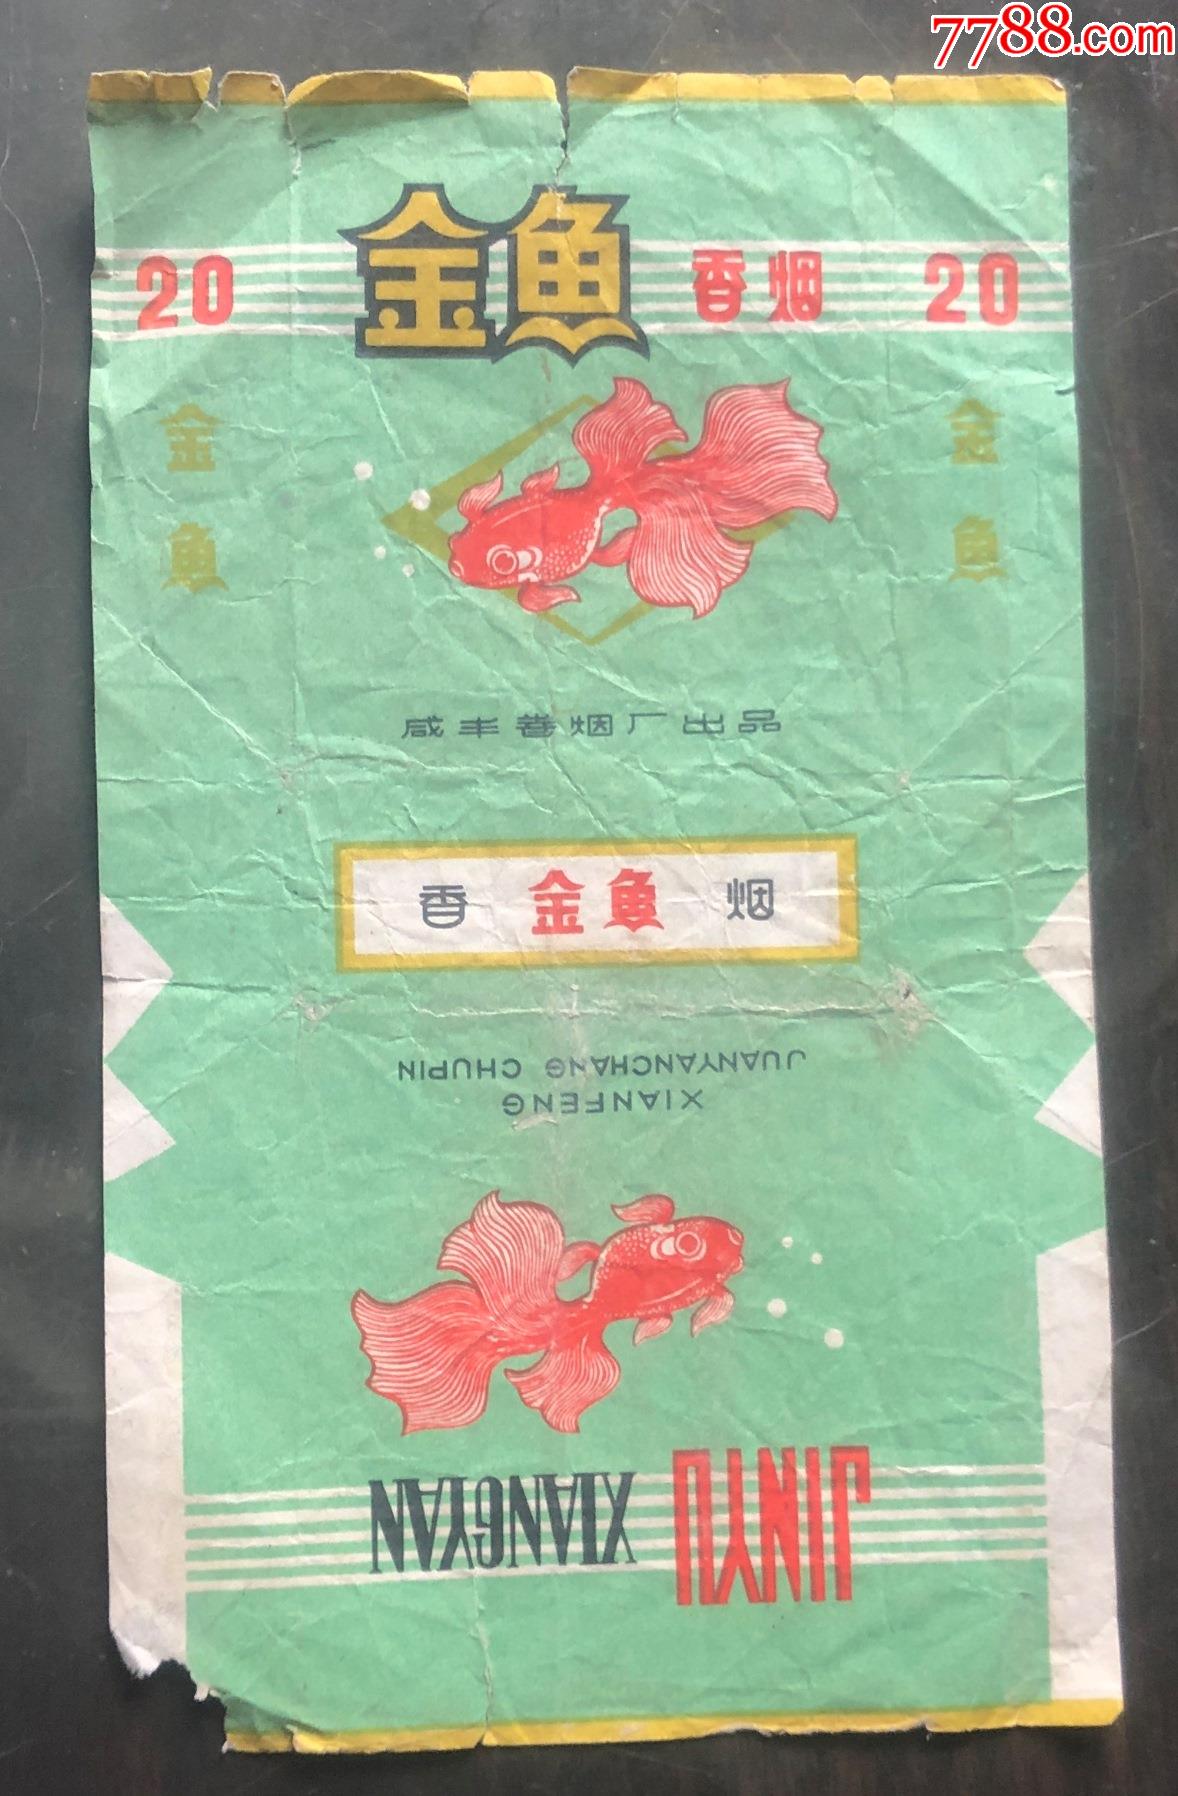 7788.com
20 金鱼 香烟 20
金鱼
金鱼
咸丰卷烟厂出品
香 金鱼 烟
XIANFENG
JUANYANCHANG CHUPIN
JINYU XIANGYAN